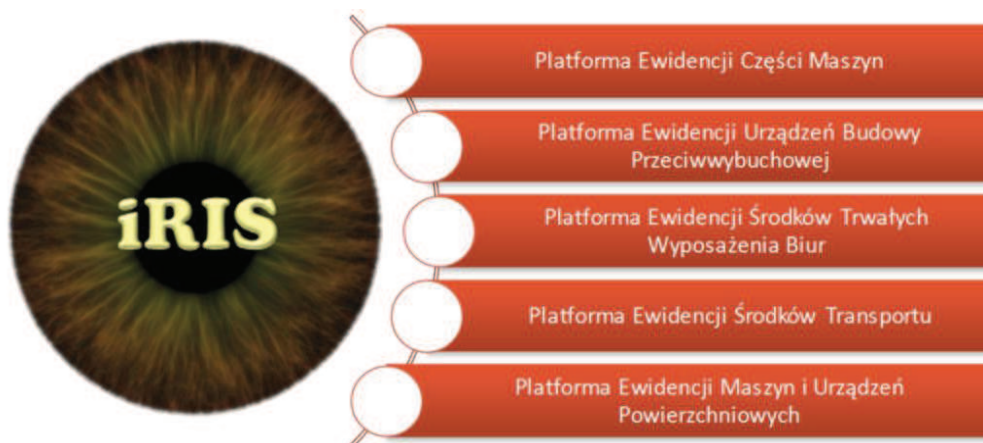 iRIS
Platforma Ewidencji Części Maszyn
Platforma Ewidencji Urządzeń Budowy
Przeciwwybuchowej
Platforma Ewidencji Środków Trwałych
Wyposażenia Biur
Platforma Ewidencji Środków Transportu
Platforma Ewidencji Maszyn i Urządzeń
Powierzchniowych